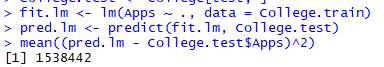 > fit.lm <- lm(Apps ~ ., data = College.train)
> pred.lm <- predict(fit.lm, College.test)
> mean((pred.lm - College.test$Apps)^2)
[1] 1538442